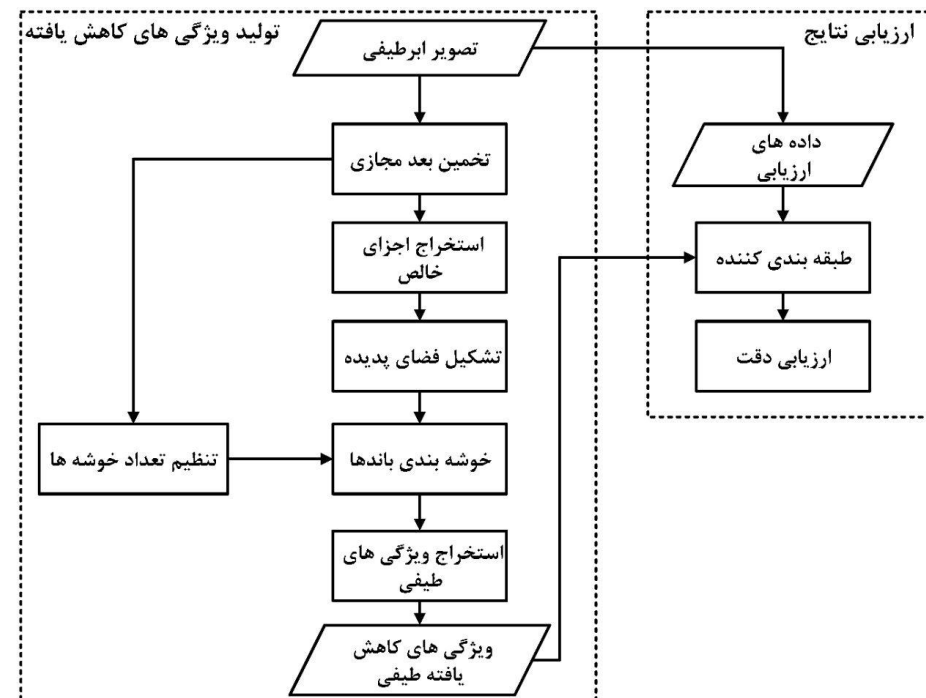 ارزیابی نتایج
داده های
ارزیابی
طبقه بندی کننده
ارزیابی دقت
تولید ویژگی های کاهش یافته
تصویر ابرطیفی
تخمین بعد مجازی
استخراج اجزای
خالص
تشکیل فضای پدیده
خوشه بندی باندها
تنظیم تعداد خوشه ها
استخراج ویژگی های
طیفی
ویژگی های کاهش
یافته طیفی